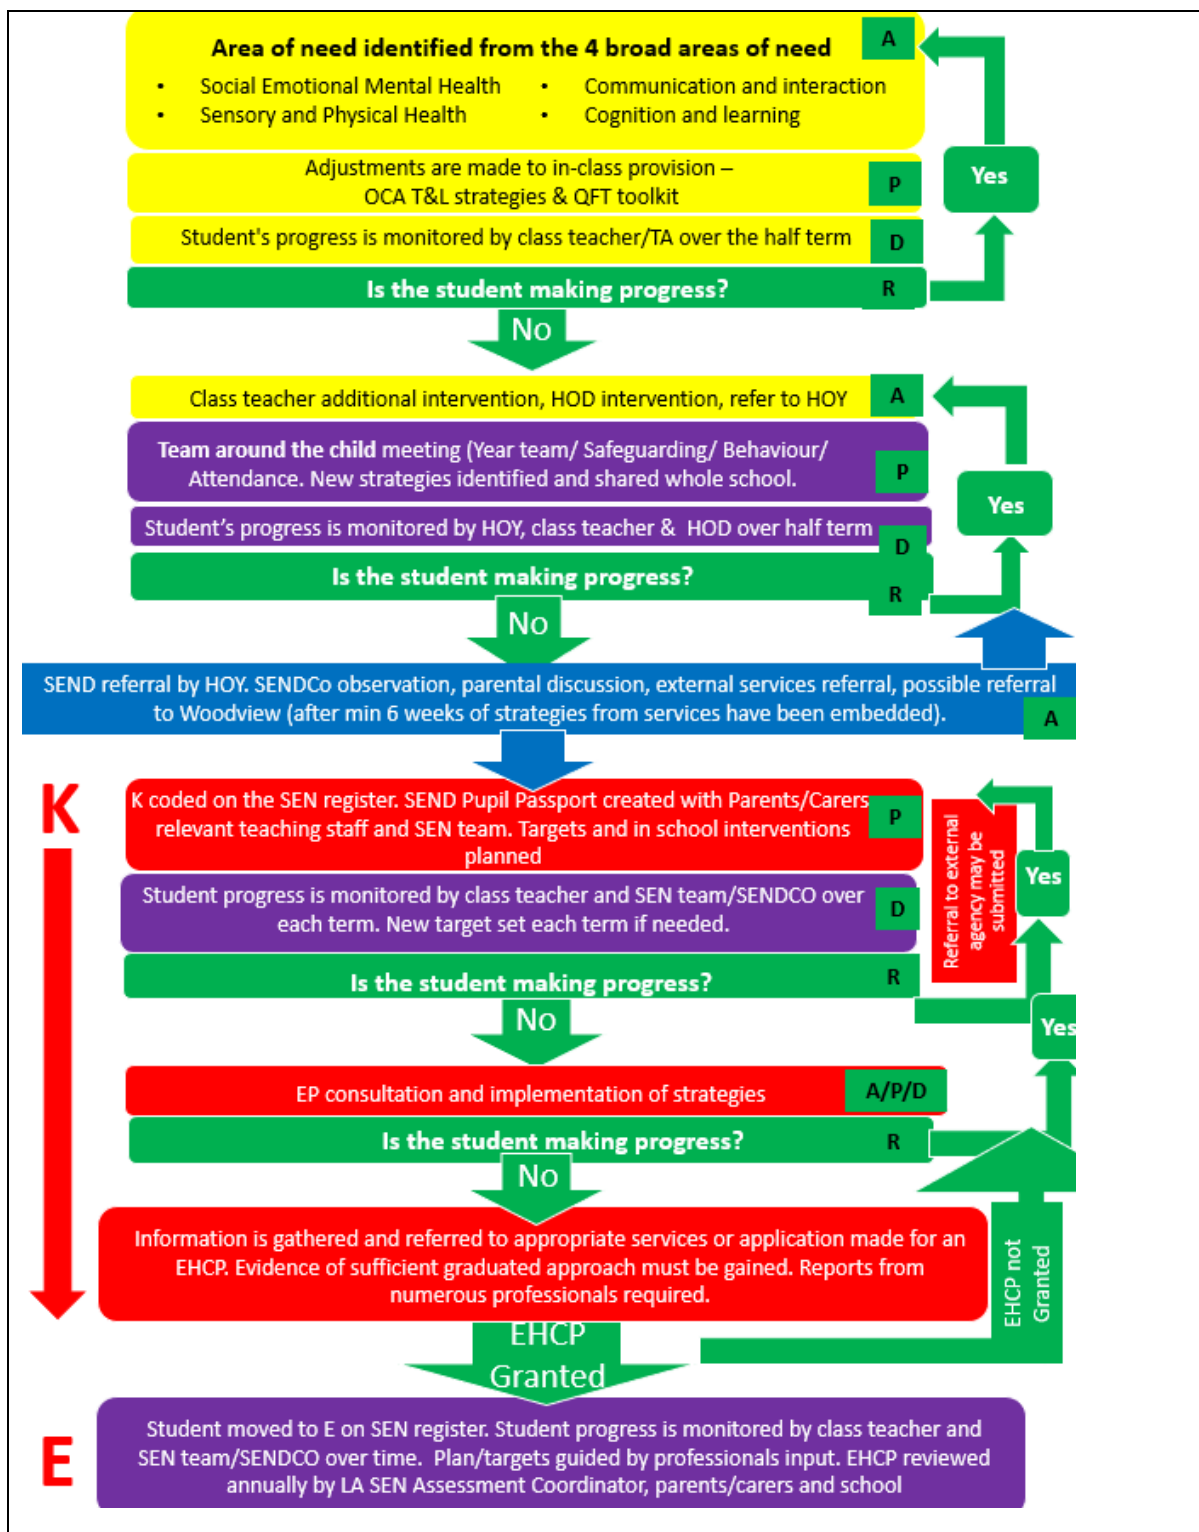 Area of need identified from the 4 broad areas of need
A
• Social Emotional Mental Health
• Communication and interaction
• Sensory and Physical Health
• Cognition and learning
Yes
Adjustments are made to in-class provision –
OCA T&L strategies & QFT toolkit
P
Student's progress is monitored by class teacher/TA over the half term
D
Is the student making progress?
R
No
Class teacher additional intervention, HOD intervention, refer to HOY
A
Team around the child meeting (Year team/ Safeguarding/ Behaviour/
Attendance. New strategies identified and shared whole school.
P
Yes
Student’s progress is monitored by HOY, class teacher & HOD over half term
D
Is the student making progress?
R
No
SEND referral by HOY. SENDCo observation, parental discussion, external services referral, possible referral
to Woodview (after min 6 weeks of strategies from services have been embedded).
A
K
K coded on the SEN register. SEND Pupil Passport created with Parents/Carers
relevant teaching staff and SEN team. Targets and in school interventions
planned
P
Referral to external
agency may be
submitted
Yes
Student progress is monitored by class teacher and SEN team/SENDCO over
each term. New target set each term if needed.
D
Is the student making progress?
R
No
Yes
EP consultation and implementation of strategies
A/P/D
Is the student making progress?
R
No
Information is gathered and referred to appropriate services or application made for an
EHCP. Evidence of sufficient graduated approach must be gained. Reports from
numerous professionals required.
EHCP not
Granted
EHCP
Granted
E
Student moved to E on SEN register. Student progress is monitored by class teacher and
SEN team/SENDCO over time. Plan/targets guided by professionals input. EHCP reviewed
annually by LA SEN Assessment Coordinator, parents/carers and school